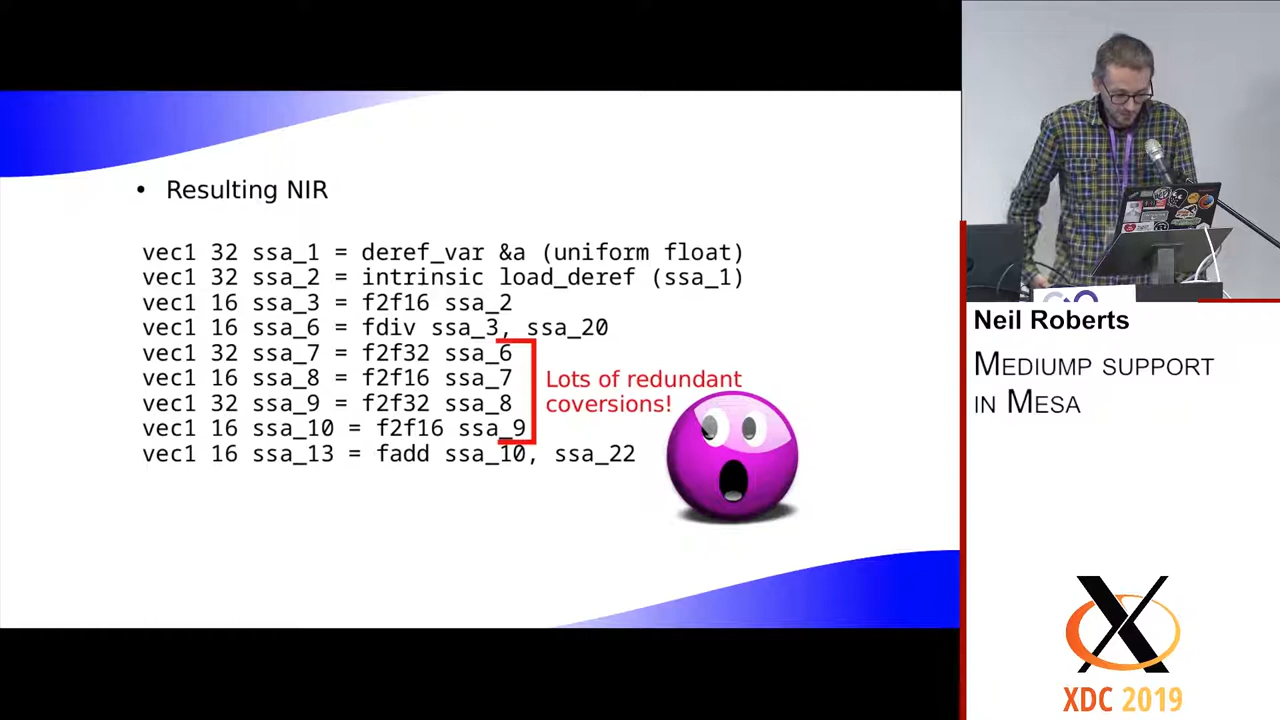 • Resulting NIR
vec1 32 ssa_1 = deref_var &a (uniform float)
vec1 32 ssa_2 = intrinsic load_deref (ssa_1)
vec1 16 ssa_3 = f2f16 ssa_2
vec1 16 ssa_6 = fdiv ssa_3, ssa_20
vec1 32 ssa_7 = f2f32 ssa_6
vec1 16 ssa_8 = f2f16 ssa_7
vec1 32 ssa_9 = f2f32 ssa_8
vec1 16 ssa_10 = f2f16 ssa_9
vec1 16 ssa_13 = fadd ssa_10, ssa_22
Lots of redundant
coversions!
Neil Roberts
MEDIUMP SUPPORT
IN MESA
XDC 2019